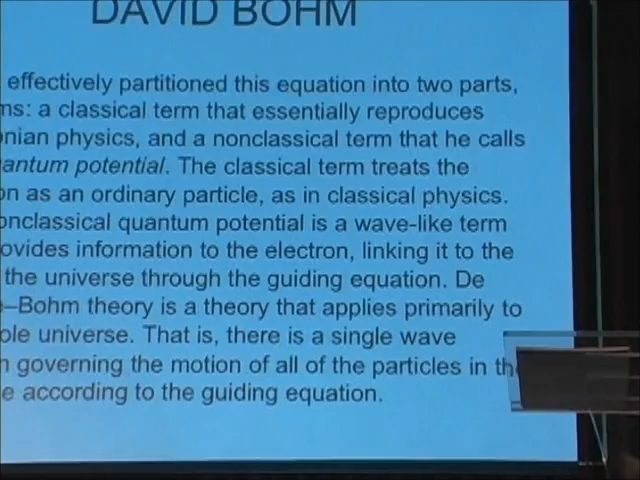 DAVID BOHM
effectively partitioned this equation into two parts,
ms: a classical term that essentially reproduces
onian physics, and a nonclassical term that he calls
antum potential. The classical term treats the
on as an ordinary particle, as in classical physics.
onclassical quantum potential is a wave-like term
ovides information to the electron, linking it to the
the universe through the guiding equation. De
e–Bohm theory is a theory that applies primarily to
ole universe. That is, there is a single wave
n governing the motion of all of the particles in the
e according to the guiding equation.